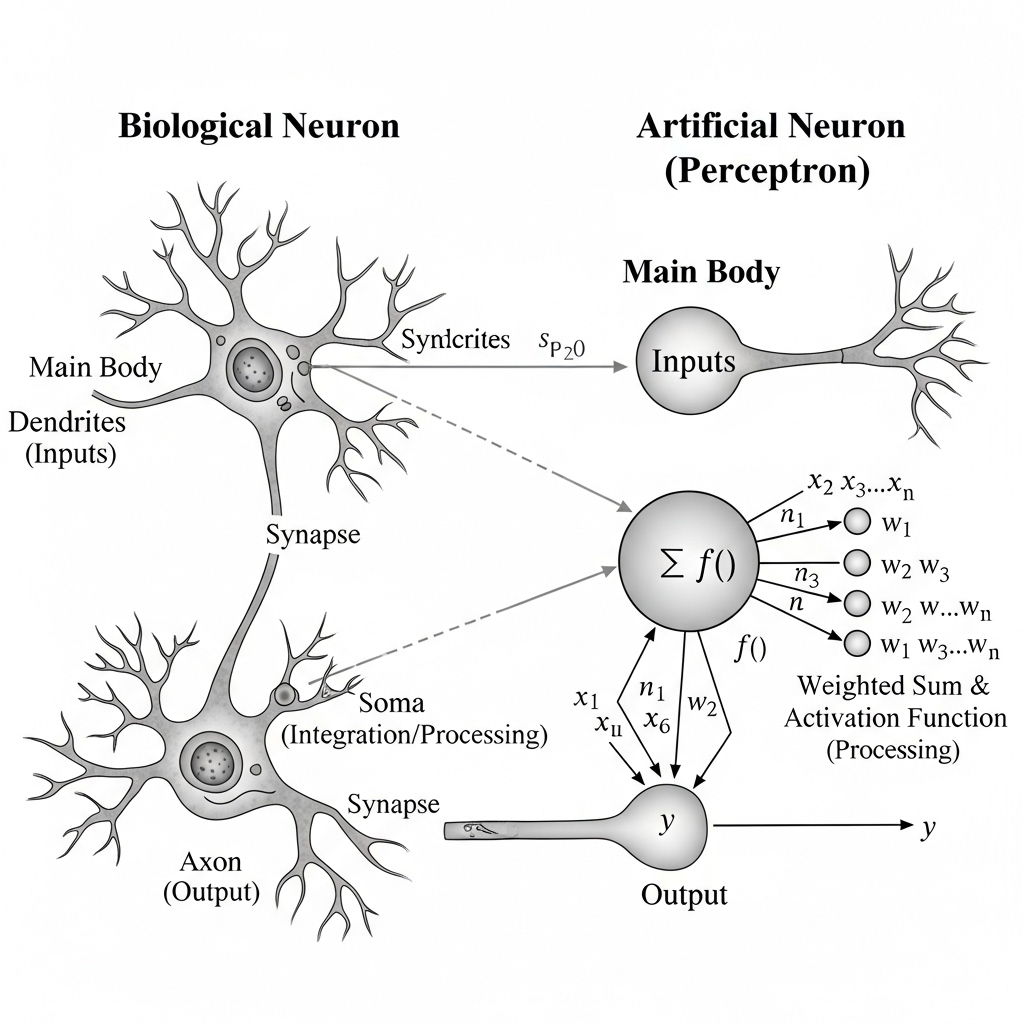 Biological Neuron
Artificial Neuron
(Perceptron)
Main Body
Syndcrites
sp20
Main Body
Inputs
Dendrites
(Inputs)
x2 x3...xn
n1
w1
Synapse
∑ f()
w2 w3
n3
w2 w...wn
n
w1 w3...wn
f()
Weighted Sum &
Activation Function
(Processing)
x1
n1
w2
xu
x6
Soma
(Integration/Processing)
Synapse
y
y
Axon
(Output)
Output